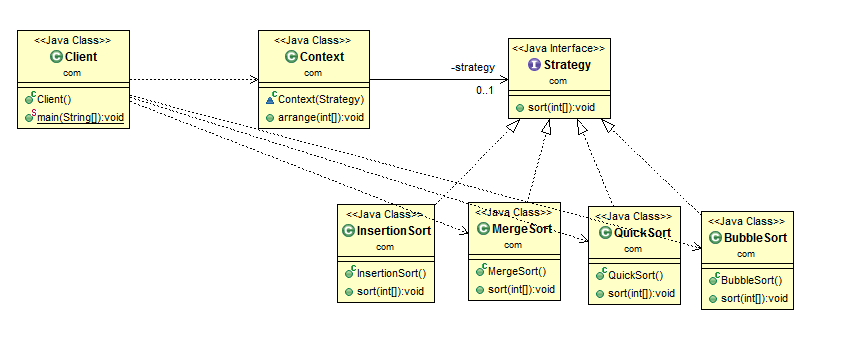 <<Java Class>>
Client
com
Client()
main(String[]):void
<<Java Class>>
Context
com
Context(Strategy)
arrange(int[]):void
-strategy
0..1
<<Java Interface>>
Strategy
com
sort(int[]):void
<<Java Class>>
InsertionSort
com
InsertionSort()
sort(int[]):void
<<Java Class>>
MergeSort
com
MergeSort()
sort(int[]):void
<<Java Class>>
QuickSort
com
QuickSort()
sort(int[]):void
<<Java Class>>
BubbleSort
com
BubbleSort()
sort(int[]):void